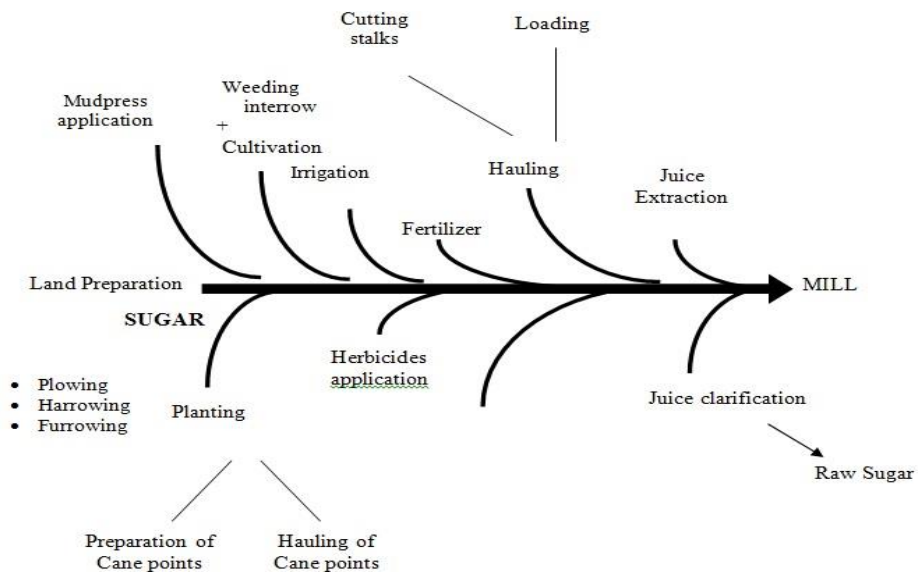 Cutting
stalks
Loading
Weeding
interrow
+
Cultivation
Mudpress
application
Irrigation
Hauling
Juice
Extraction
Fertilizer
Land Preparation
MILL
SUGAR
Herbicides
application
• Plowing
• Harrowing
• Furrowing
Planting
Juice clarification
Raw Sugar
Preparation of
Cane points
Hauling of
Cane points